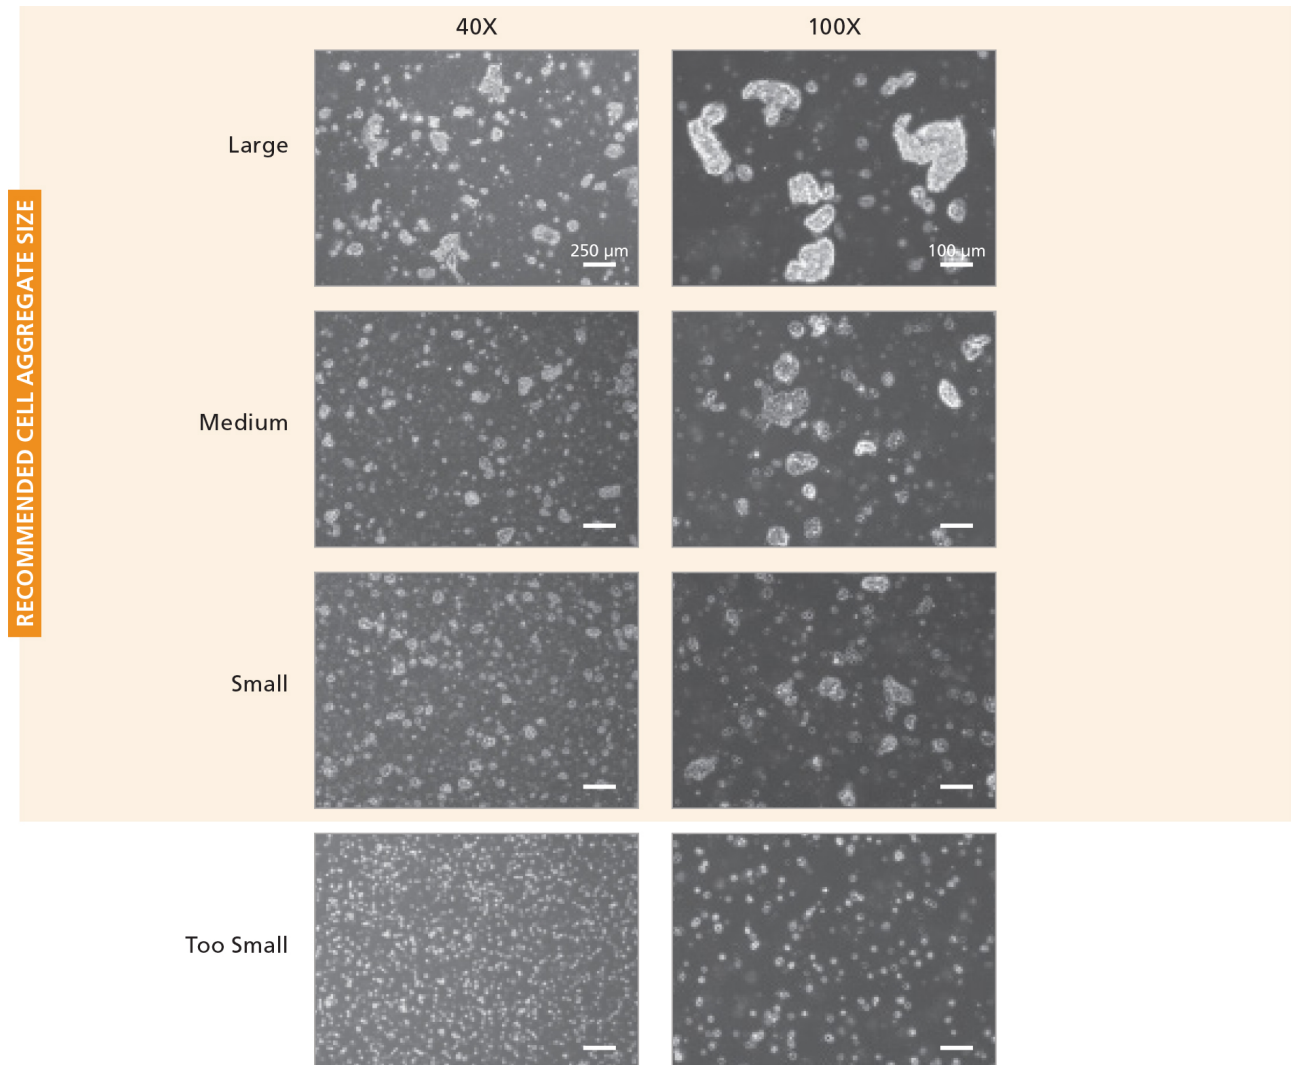 40X 100X
Large
250 µm
100 µm
RECOMMENDED CELL AGGREGATE SIZE
Medium
Small
Too Small